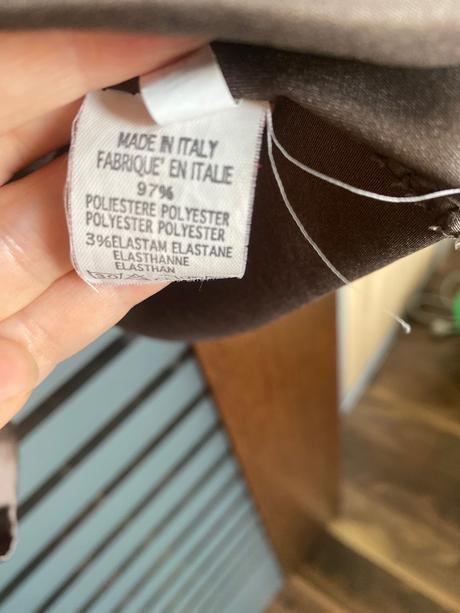 MADE IN ITALY
FABRIQUE' EN ITALIE
97%
POLIESTERE POLYESTER
POLYESTER POLYESTER
3%ELASTAM ELASTANE
ELASTHANNE
ELASTHAN